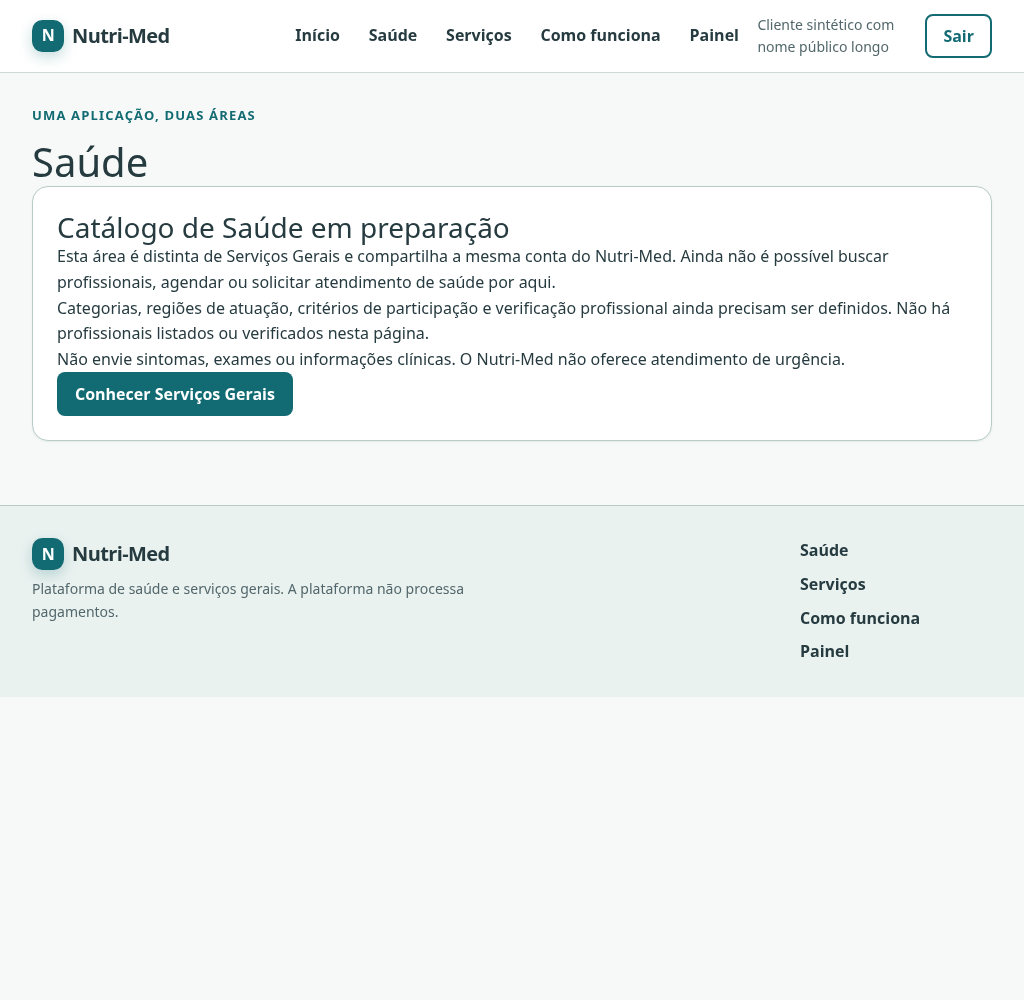 N Nutri-Med
Início Saúde Serviços Como funciona Painel
Cliente sintético com
nome público longo
Sair
UMA APLICAÇÃO, DUAS ÁREAS
Saúde
Catálogo de Saúde em preparação
Esta área é distinta de Serviços Gerais e compartilha a mesma conta do Nutri-Med. Ainda não é possível buscar
profissionais, agendar ou solicitar atendimento de saúde por aqui.
Categorias, regiões de atuação, critérios de participação e verificação profissional ainda precisam ser definidos. Não há
profissionais listados ou verificados nesta página.
Não envie sintomas, exames ou informações clínicas. O Nutri-Med não oferece atendimento de urgência.
Conhecer Serviços Gerais
N Nutri-Med
Plataforma de saúde e serviços gerais. A plataforma não processa
pagamentos.
Saúde
Serviços
Como funciona
Painel